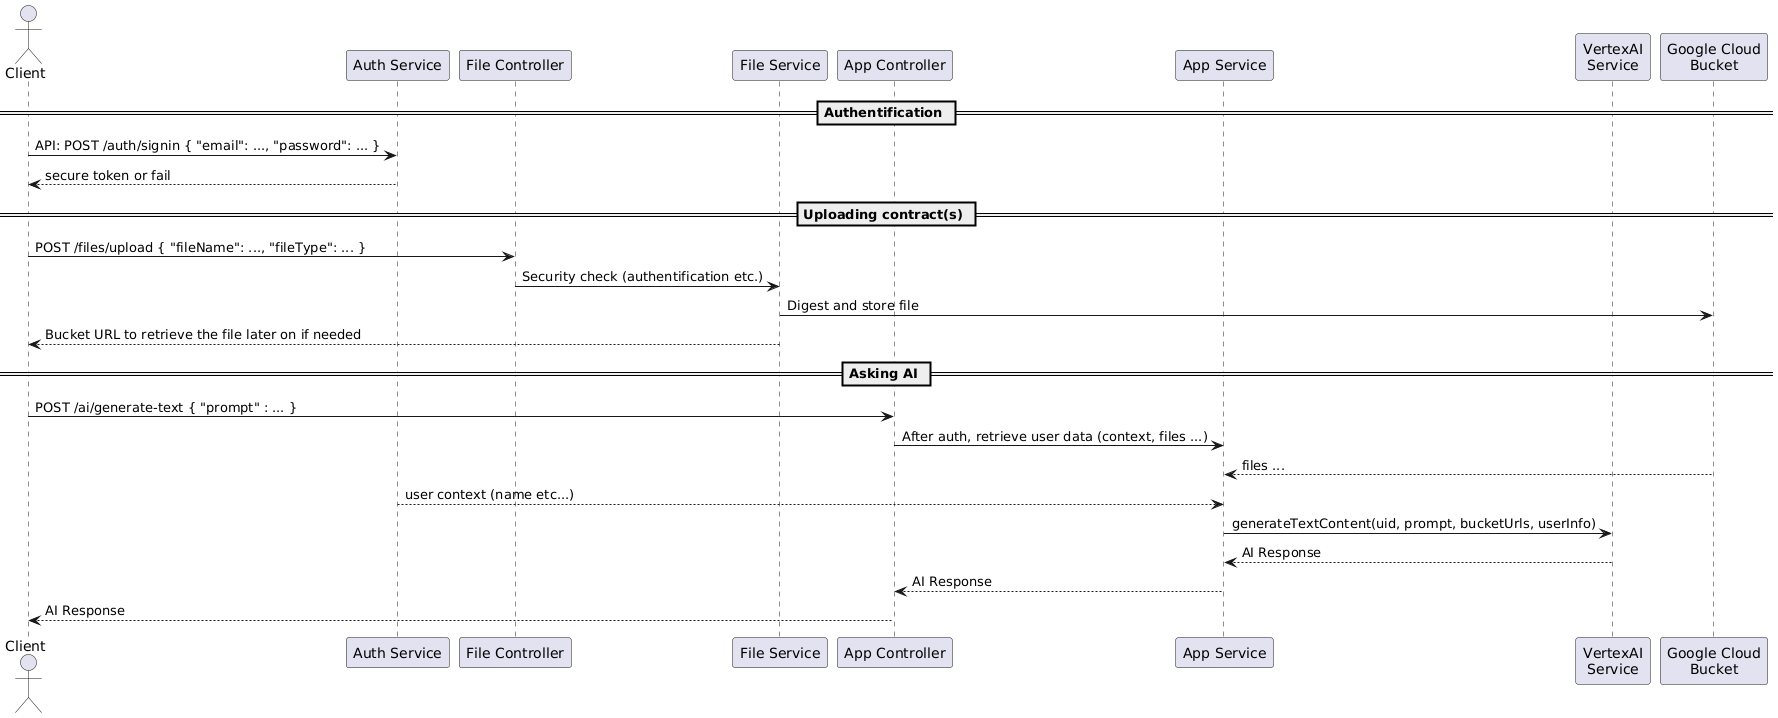 Client
Auth Service
File Controller
File Service
App Controller
App Service
VertexAI
Service
Google Cloud
Bucket
Authentification
API: POST /auth/signin { "email": ..., "password": ... }
secure token or fail
Uploading contract(s)
POST /files/upload { "fileName": ..., "fileType": ... }
Security check (authentification etc.)
Digest and store file
Bucket URL to retrieve the file later on if needed
Asking AI
POST /ai/generate-text { "prompt" : ... }
After auth, retrieve user data (context, files ...)
files ...
user context (name etc...)
generateTextContent(uid, prompt, bucketUrls, userInfo)
AI Response
AI Response
AI Response
Client
Auth Service
File Controller
File Service
App Controller
App Service
VertexAI
Service
Google Cloud
Bucket